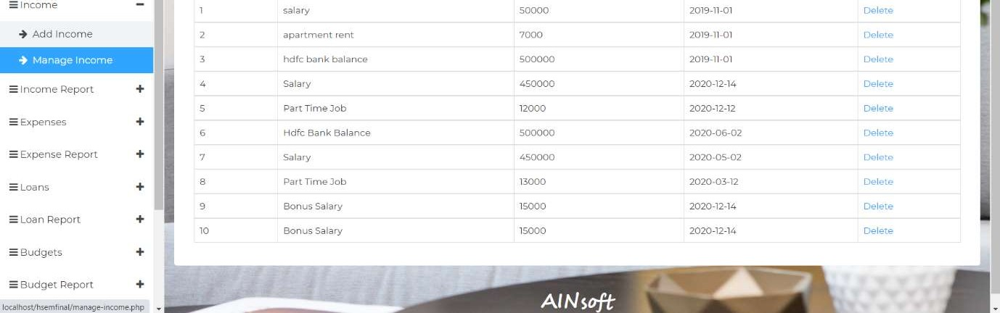 Income
Add Income
Manage Income
Income Report
Expenses
Expense Report
Loans
Loan Report
Budgets
Budget Report
localhost/hsemfinal/manage-income.php
1 salary 50000 2019-11-01 Delete
2 apartment rent 7000 2019-11-01 Delete
3 hdfc bank balance 500000 2019-11-01 Delete
4 Salary 450000 2020-12-14 Delete
5 Part Time Job 12000 2020-12-12 Delete
6 Hdfc Bank Balance 500000 2020-06-02 Delete
7 Salary 450000 2020-05-02 Delete
8 Part Time Job 13000 2020-03-12 Delete
9 Bonus Salary 15000 2020-12-14 Delete
10 Bonus Salary 15000 2020-12-14 Delete
AINsoft